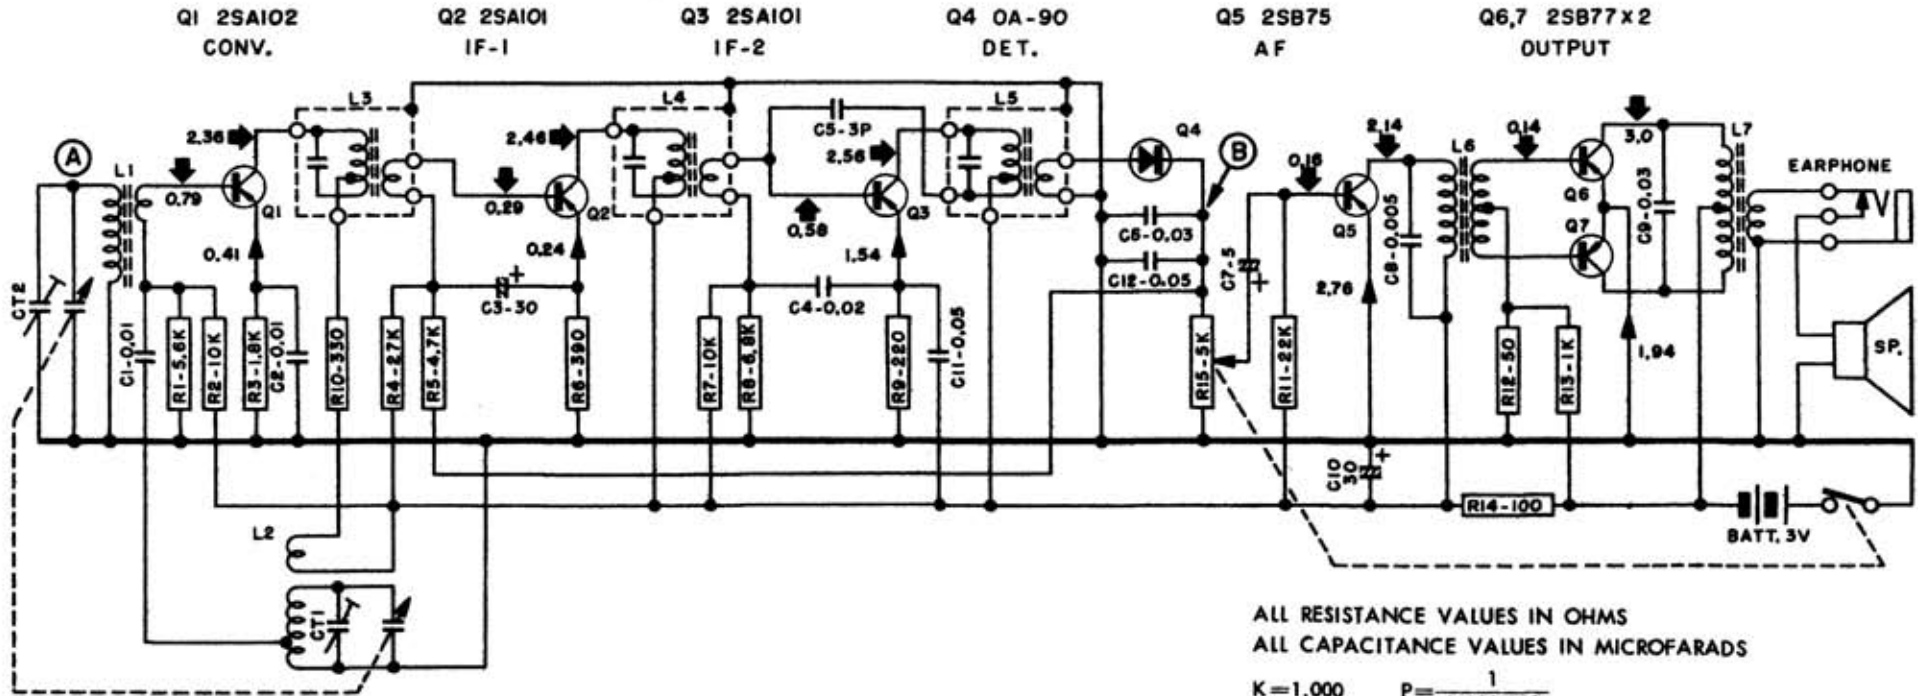 Q1 2SA102
CONV.
Q2 2SA101
IF-1
Q3 2SA101
IF-2
Q4 OA-90
DET.
Q5 2SB75
AF
Q6,7 2SB77X2
OUTPUT
A
L1
2.36
0.79
Q1
0.41
CT2
C1-0.01
R1-5.6K
R2-10K
R3-1.8K
C2-0.01
L3
R10-330
R4-27K
R5-4.7K
2.46
0.29
Q2
0.24
C3-30
+
R6-390
L4
C5-3P
2.56
0.58
Q3
1.54
C4-0.02
R7-10K
R8-6.8K
R9-220
C11-0.05
L5
Q4
B
C6-0.03
C12-0.05
R15-5K
C7-5
+
0.16
2.14
Q5
2.76
R11-22K
C8-0.005
L6
0.14
Q6
Q7
3.0
C9-0.03
L7
1.94
R12-50
R13-1K
EARPHONE
SP.
C10
30
+
R14-100
BATT. 3V
L2
CT1
ALL RESISTANCE VALUES IN OHMS
ALL CAPACITANCE VALUES IN MICROFARADS
K=1,000 P= 1